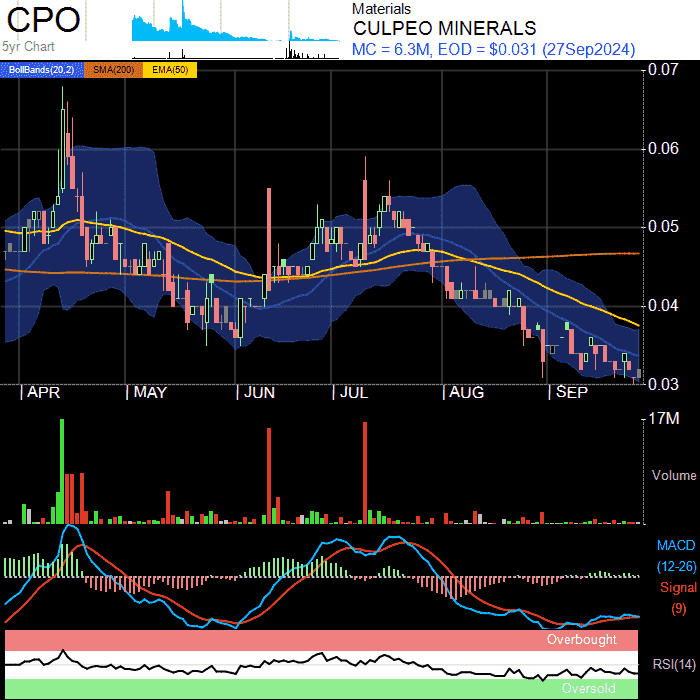 CPO
5yr Chart
Materials
CULPEO MINERALS
MC = 6.3M, EOD = $0.031 (27Sep2024)
BollBands(20,2) SMA(200) EMA(50)
0.07
0.06
0.05
0.04
0.03
APR MAY JUN JUL AUG SEP
17M
Volume
MACD
(12-26)
Signal
(9)
Overbought
RSI(14)
Oversold